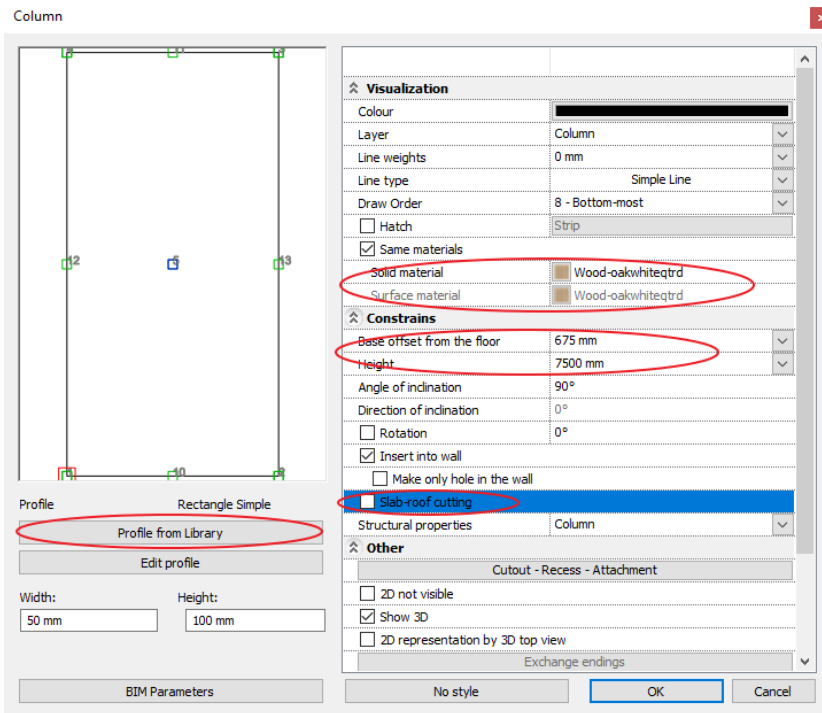 Column
x
12
5
13
10
Profile
Rectangle Simple
Profile from Library
Edit profile
Width:
Height:
50 mm
100 mm
BIM Parameters
Visualization
Colour
Layer
Column
Line weights
0 mm
Line type
Simple Line
Draw Order
8 - Bottom-most
Hatch
Strip
Same materials
Solid material
Wood-oakwhiteqtrd
Surface material
Wood-oakwhiteqtrd
Constrains
Base offset from the floor
675 mm
Height
7500 mm
Angle of inclination
90°
Direction of inclination
0°
Rotation
0°
Insert into wall
Make only hole in the wall
Slab-roof cutting
Structural properties
Column
Other
Cutout - Recess - Attachment
2D not visible
Show 3D
2D representation by 3D top view
Exchange endings
No style
OK
Cancel